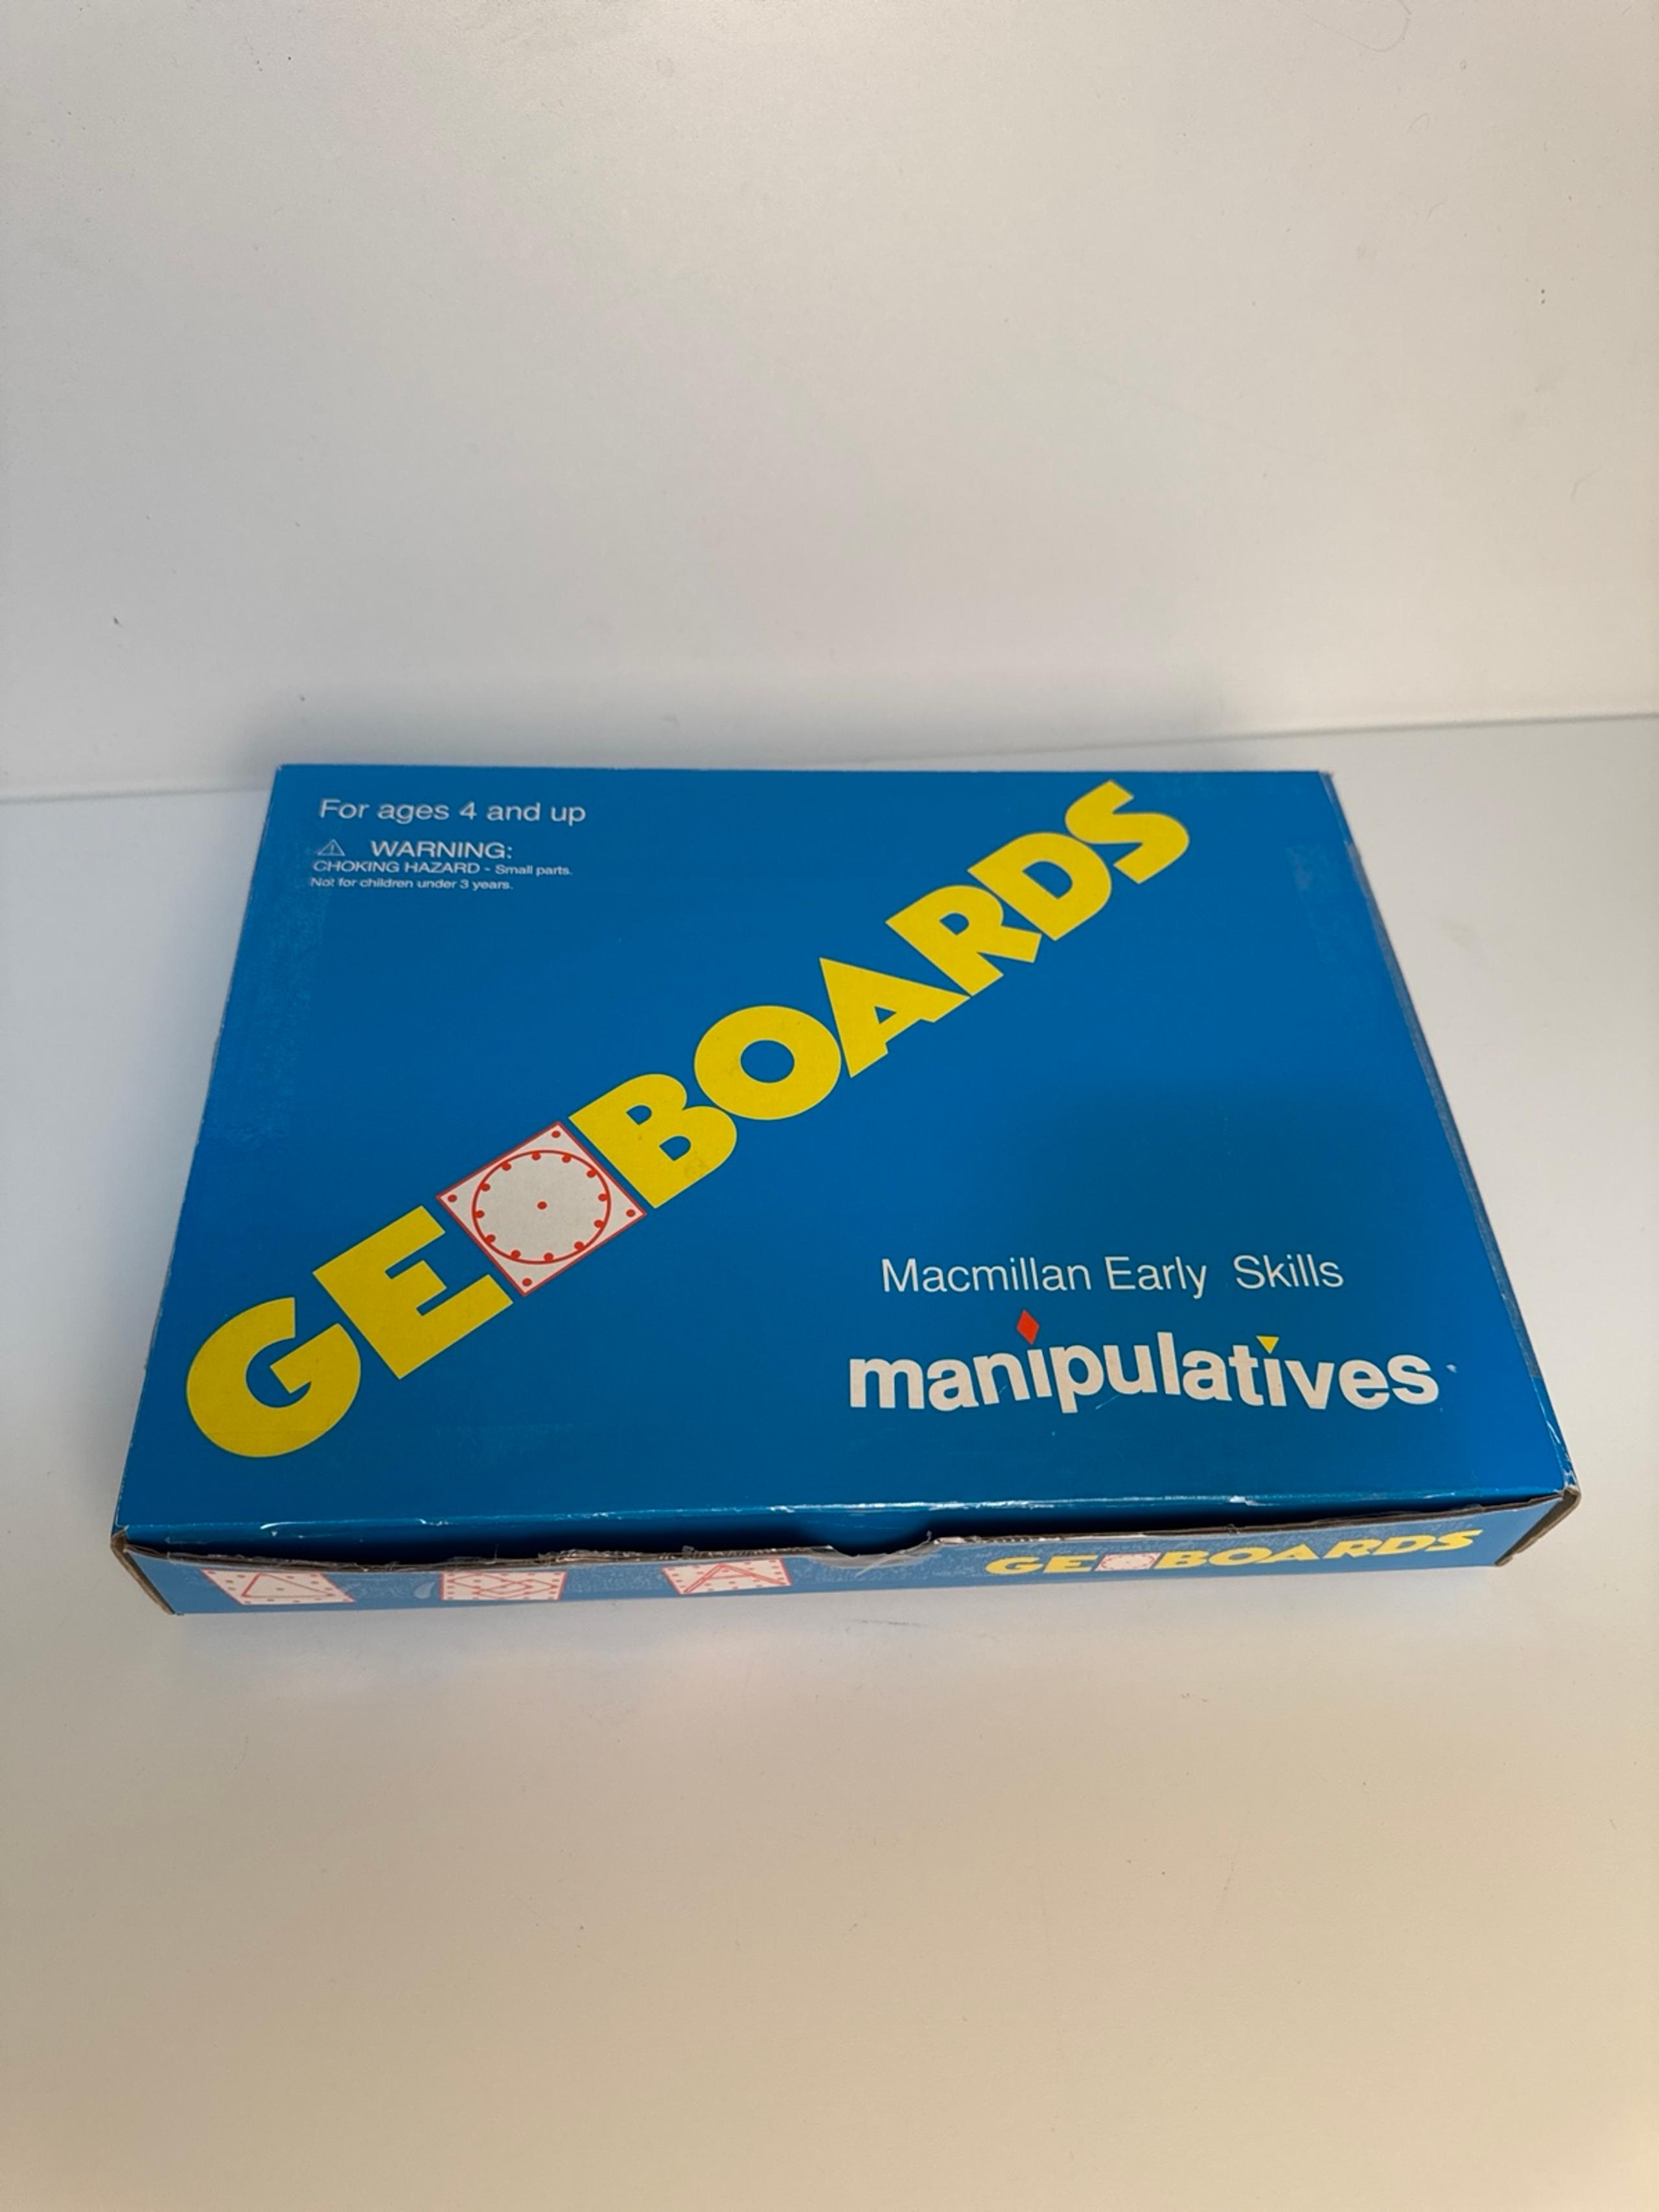 For ages 4 and up
WARNING:
CHOKING HAZARD - Small parts.
Not for children under 3 years.
GEOBOARDS
Macmillan Early Skills
manipulatives
GEOBOARDS